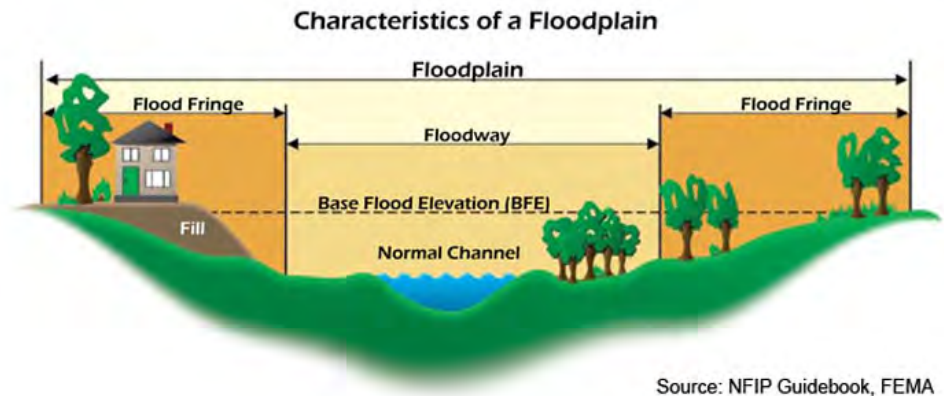 Characteristics of a Floodplain
Floodplain
Flood Fringe
Flood Fringe
Floodway
Base Flood Elevation (BFE)
Fill
Normal Channel
Source: NFIP Guidebook, FEMA